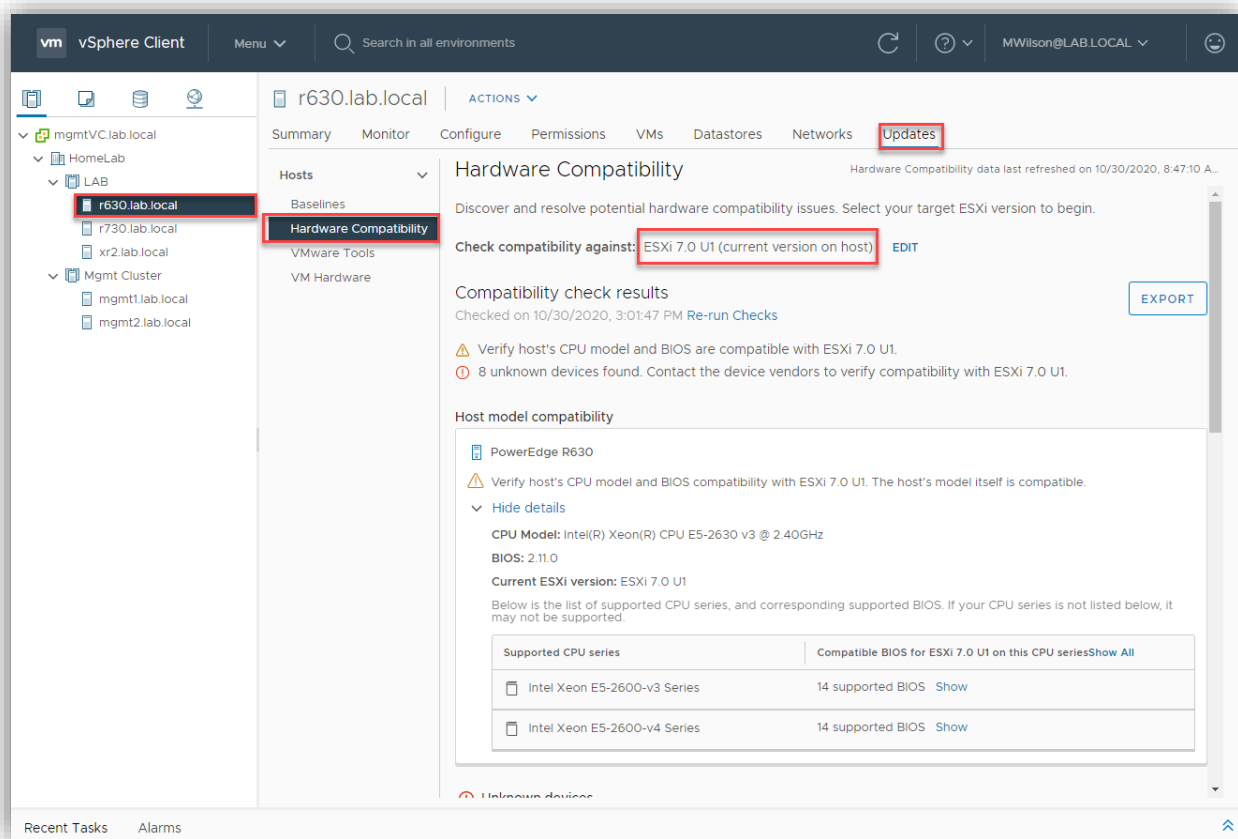 vm vSphere Client Menu Search in all environments MWilson@LAB.LOCAL
mgmtVC.lab.local
HomeLab
LAB
r630.lab.local
r730.lab.local
xr2.lab.local
Mgmt Cluster
mgmt1.lab.local
mgmt2.lab.local
r630.lab.local ACTIONS
Summary Monitor Configure Permissions VMs Datastores Networks Updates
Hosts
Baselines
Hardware Compatibility
VMware Tools
VM Hardware
Hardware Compatibility Hardware Compatibility data last refreshed on 10/30/2020, 8:47:10 A...
Discover and resolve potential hardware compatibility issues. Select your target ESXi version to begin.
Check compatibility against: ESXi 7.0 U1 (current version on host) EDIT
Compatibility check results EXPORT
Checked on 10/30/2020, 3:01:47 PM Re-run Checks
Verify host's CPU model and BIOS are compatible with ESXi 7.0 U1.
8 unknown devices found. Contact the device vendors to verify compatibility with ESXi 7.0 U1.
Host model compatibility
PowerEdge R630
Verify host's CPU model and BIOS compatibility with ESXi 7.0 U1. The host's model itself is compatible.
Hide details
CPU Model: Intel(R) Xeon(R) CPU E5-2630 v3 @ 2.40GHz
BIOS: 2.11.0
Current ESXi version: ESXi 7.0 U1
Below is the list of supported CPU series, and corresponding supported BIOS. If your CPU series is not listed below, it
may not be supported.
Supported CPU series Compatible BIOS for ESXi 7.0 U1 on this CPU seriesShow All
Intel Xeon E5-2600-v3 Series 14 supported BIOS Show
Intel Xeon E5-2600-v4 Series 14 supported BIOS Show
Unknown devices
Recent Tasks Alarms